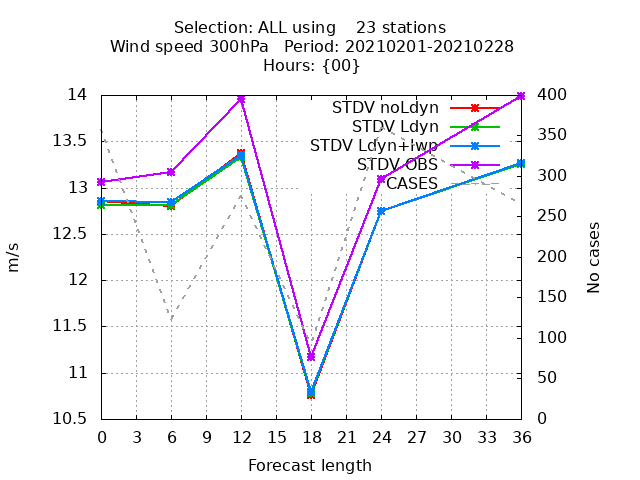 Selection: ALL using    23 stations
Wind speed 300hPa   Period: 20210201-20210228
Hours: {00}
STDV noLdyn
STDV Ldyn
STDV Ldyn+lwp
STDV OBS
CASES
14
13.5
13
12.5
12
11.5
11
10.5
m/s
400
350
300
250
200
150
100
50
0
No cases
0 3 6 9 12 15 18 21 24 27 30 33 36
Forecast length